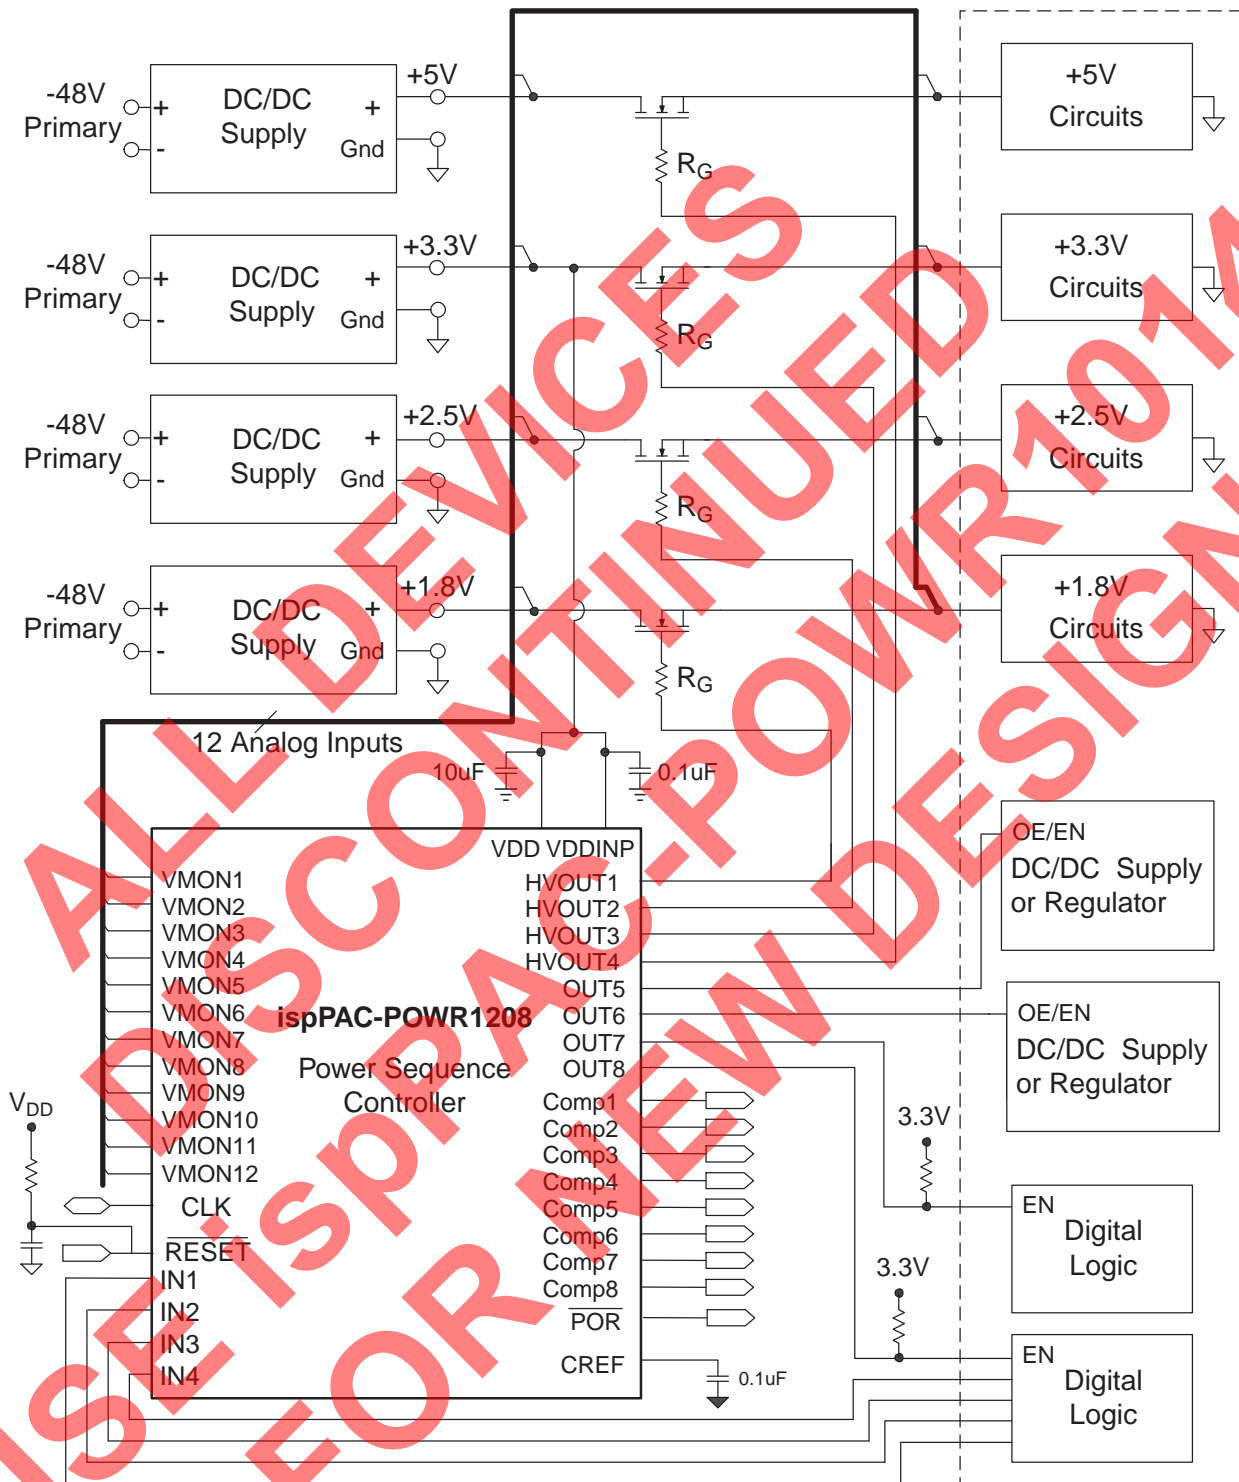 +5V
-48V
Primary
+
-
DC/DC
Supply
+
Gnd
RG
+5V
Circuits
+3.3V
-48V
Primary
+
-
DC/DC
Supply
+
Gnd
RG
+3.3V
Circuits
+2.5V
-48V
Primary
+
-
DC/DC
Supply
+
Gnd
RG
+2.5V
Circuits
+1.8V
-48V
Primary
+
-
DC/DC
Supply
+
Gnd
RG
+1.8V
Circuits
12 Analog Inputs
10uF
0.1uF
VDD VDDINP
VMON1
VMON2
VMON3
VMON4
VMON5
VMON6
VMON7
VMON8
VMON9
VMON10
VMON11
VMON12
CLK
RESET
IN1
IN2
IN3
IN4
VDD
ispPAC-POWR1208
Power Sequence
Controller
HVOUT1
HVOUT2
HVOUT3
HVOUT4
OUT5
OUT6
OUT7
OUT8
Comp1
Comp2
Comp3
Comp4
Comp5
Comp6
Comp7
Comp8
POR
CREF
0.1uF
OE/EN
DC/DC Supply
or Regulator
OE/EN
DC/DC Supply
or Regulator
3.3V
EN
Digital
Logic
3.3V
EN
Digital
Logic
ALL DEVICES
DISCONTINUED
ispPAC-POWR1014
FOR NEW DESIGN